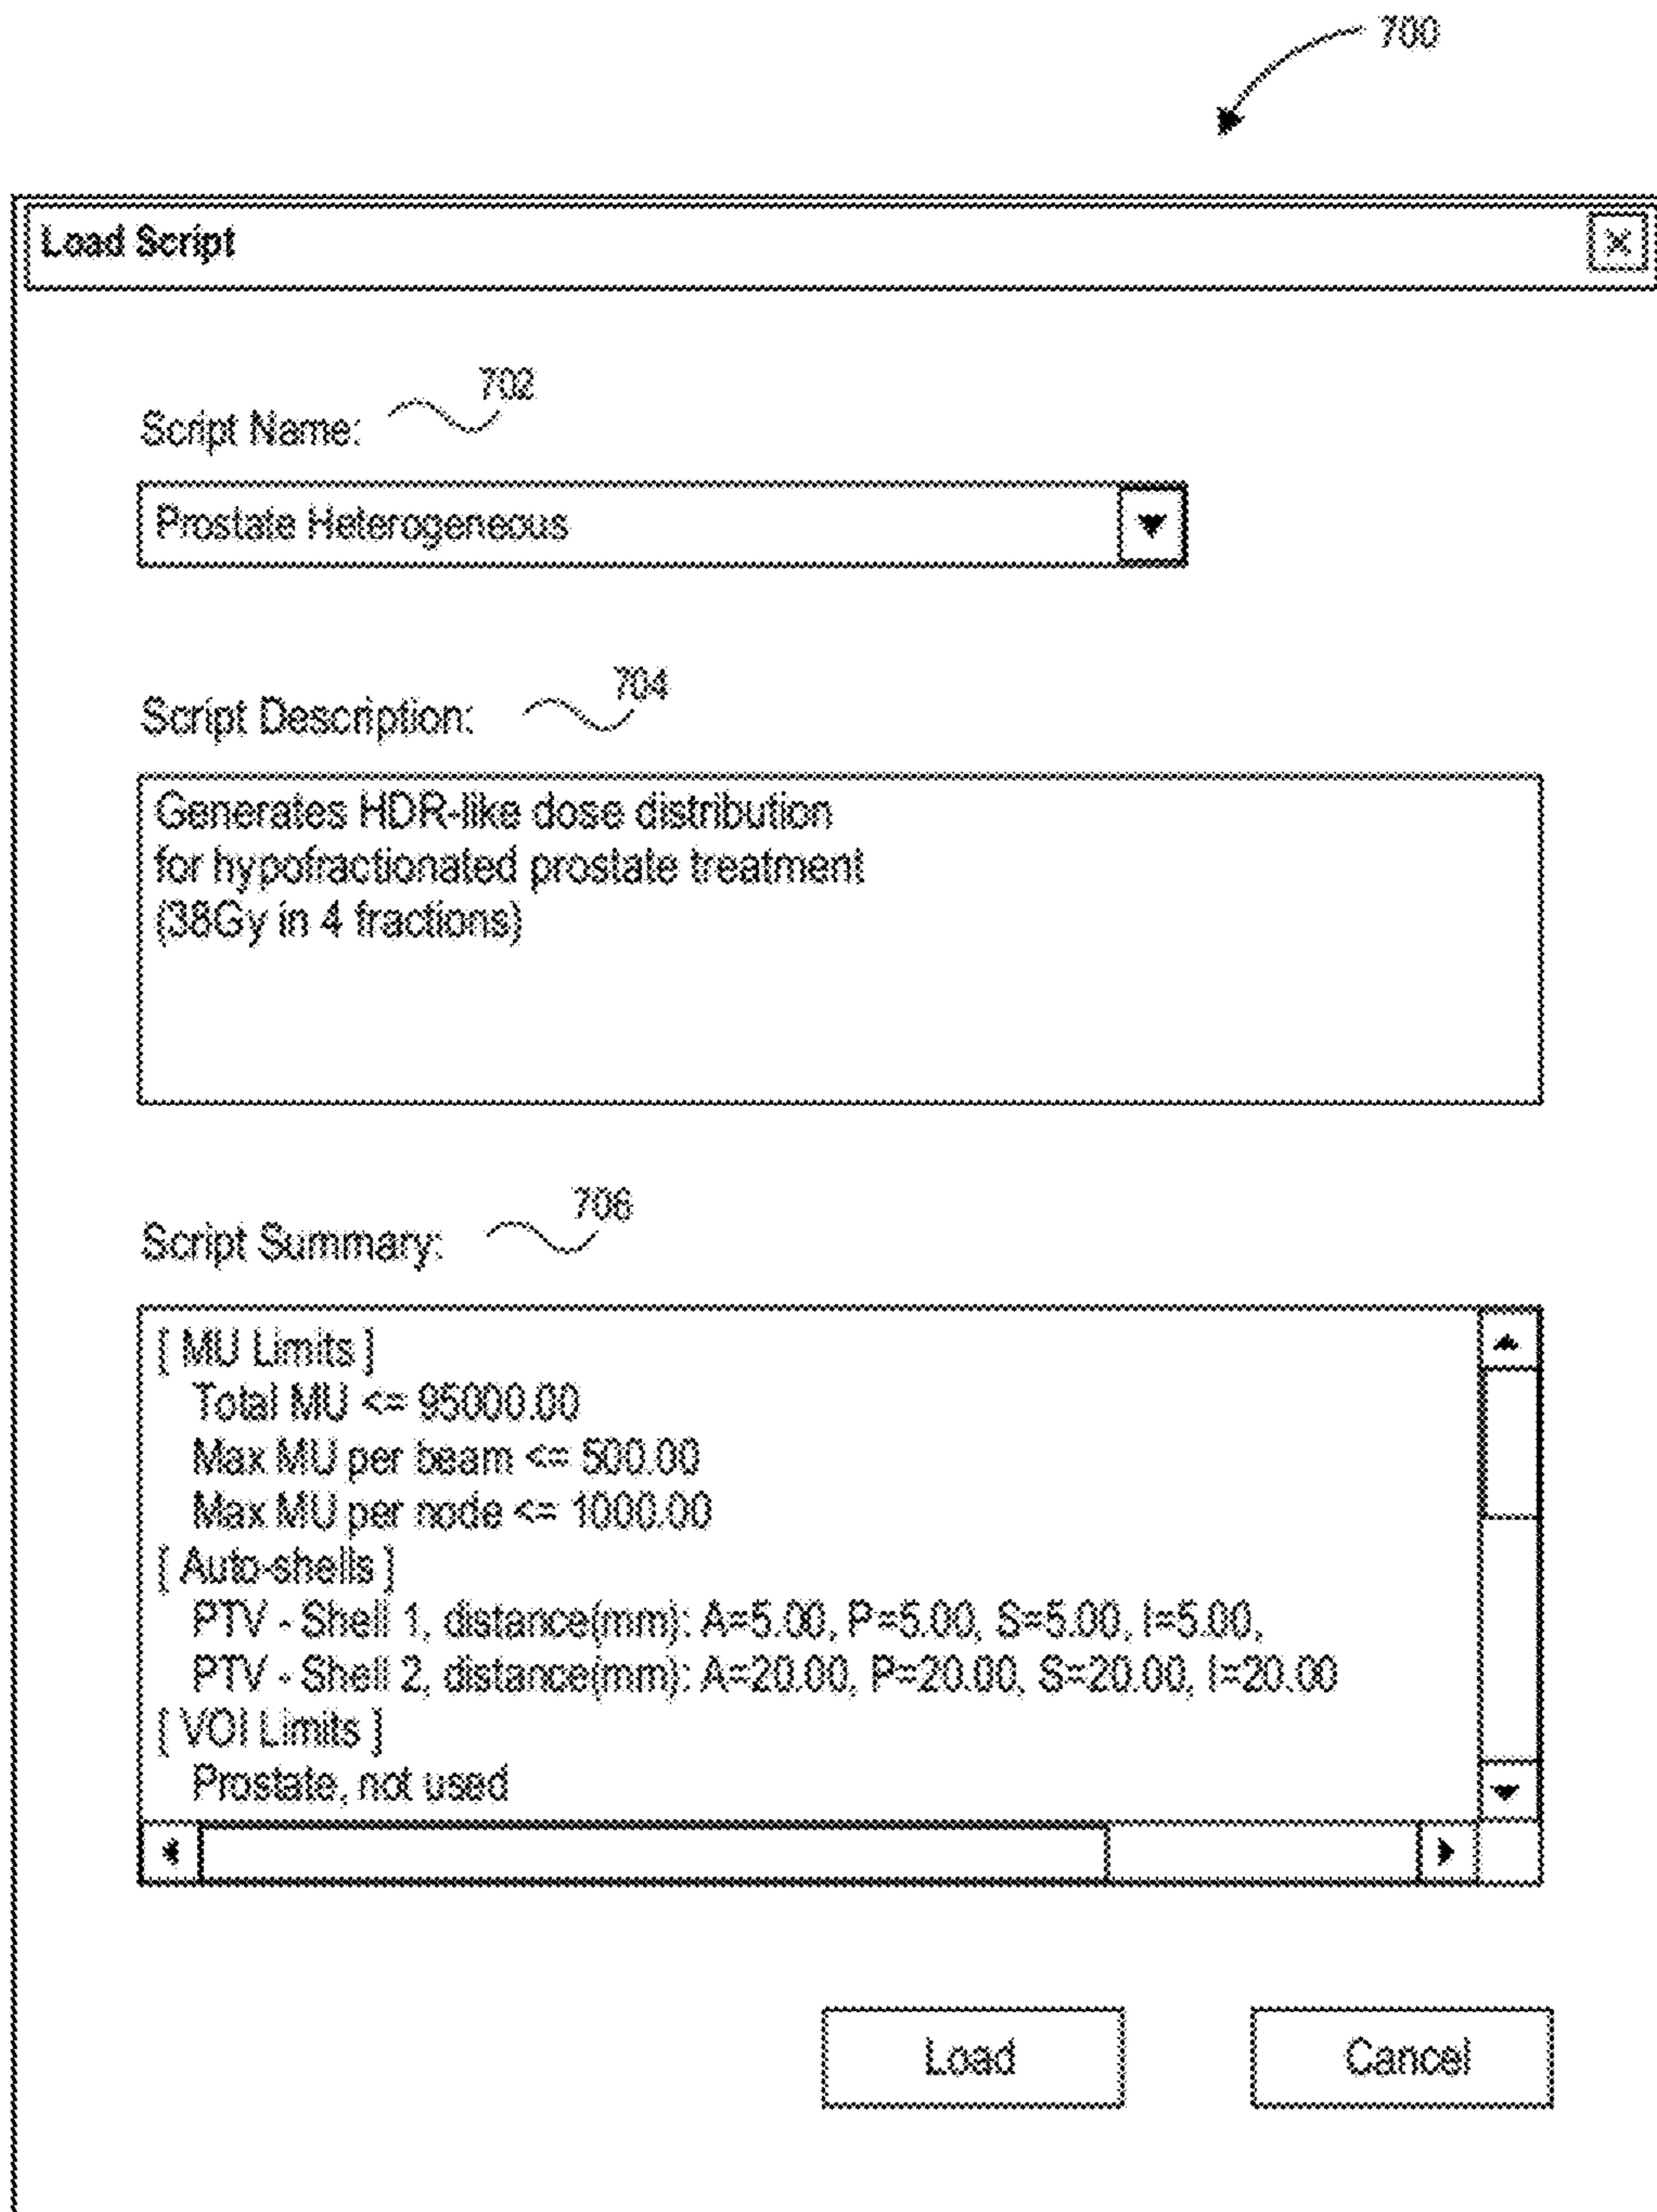 700
Load Script
702
Script Name:
Prostate Heterogeneous
704
Script Description:
Generates HDR-like dose distribution
for hypofractionated prostate treatment
(38Gy in 4 fractions)
706
Script Summary:
[ MU Limits ]
Total MU <= 95000.00
Max MU per beam <= 500.00
Max MU per node <= 1000.00
[ Auto-shells ]
PTV - Shell 1, distance(mm): A=5.00, P=5.00, S=5.00, I=5.00,
PTV - Shell 2, distance(mm): A=20.00, P=20.00, S=20.00, I=20.00
[ VOI Limits ]
Prostate, not used
Load Cancel